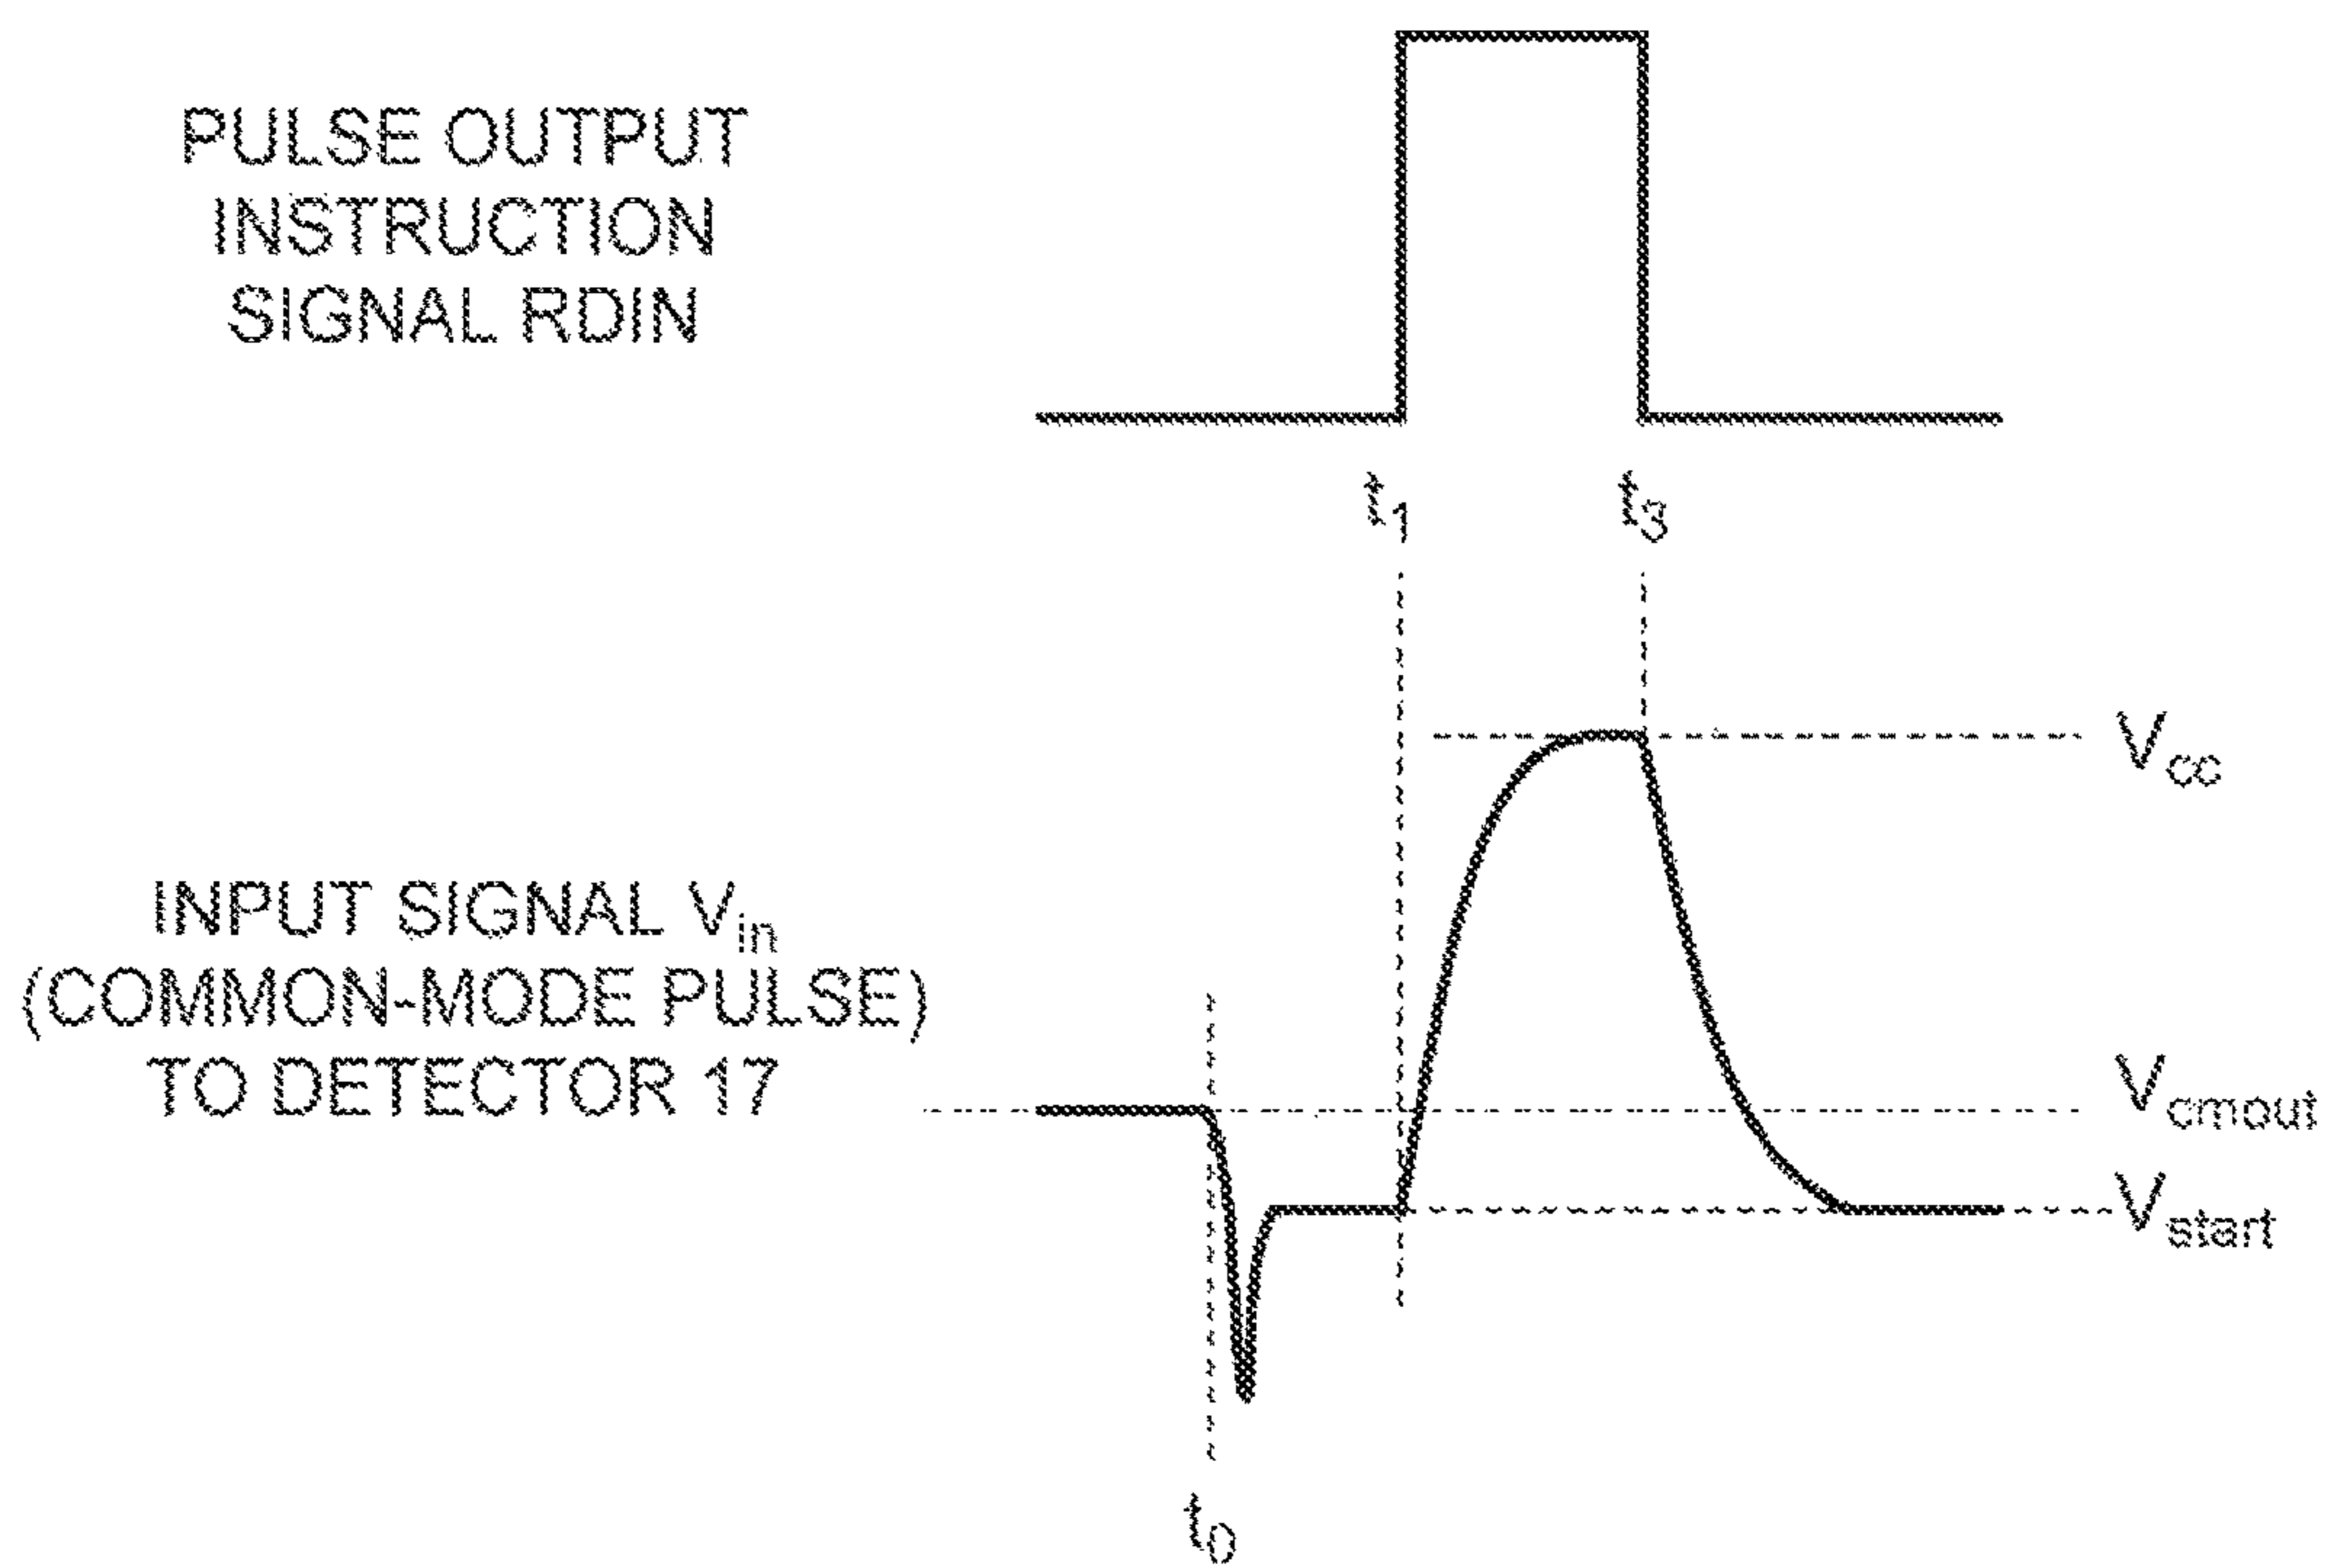 PULSE OUTPUT
INSTRUCTION
SIGNAL RDIN
t1
t3
Vcc
INPUT SIGNAL Vin
(COMMON-MODE PULSE)
TO DETECTOR 17
Vcmout
Vstart
t0